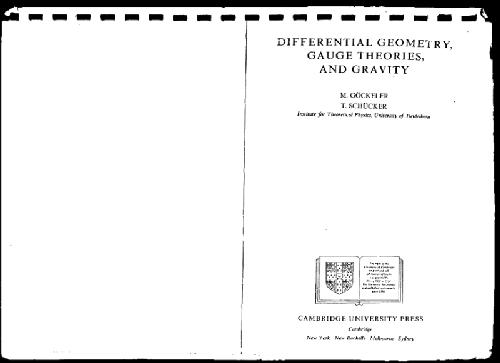 DIFFERENTIAL GEOMETRY,
GAUGE THEORIES,
AND GRAVITY
M. GÖCKELER
T. SCHÜCKER
Institute for Theoretical Physics, University of Heidelberg
CAMBRIDGE UNIVERSITY PRESS
Cambridge
New York New Rochelle Melbourne Sydney